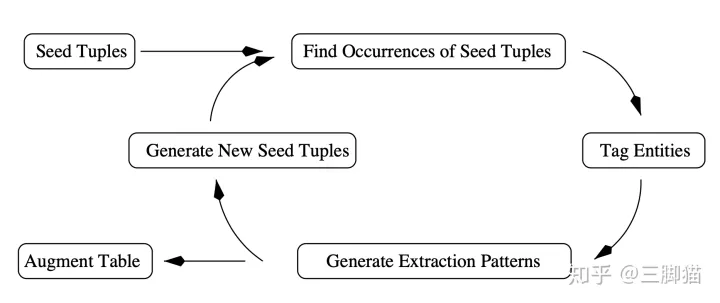 Seed Tuples
Find Occurrences of Seed Tuples
Generate New Seed Tuples
Tag Entities
Augment Table
Generate Extraction Patterns
知乎 @三脚猫